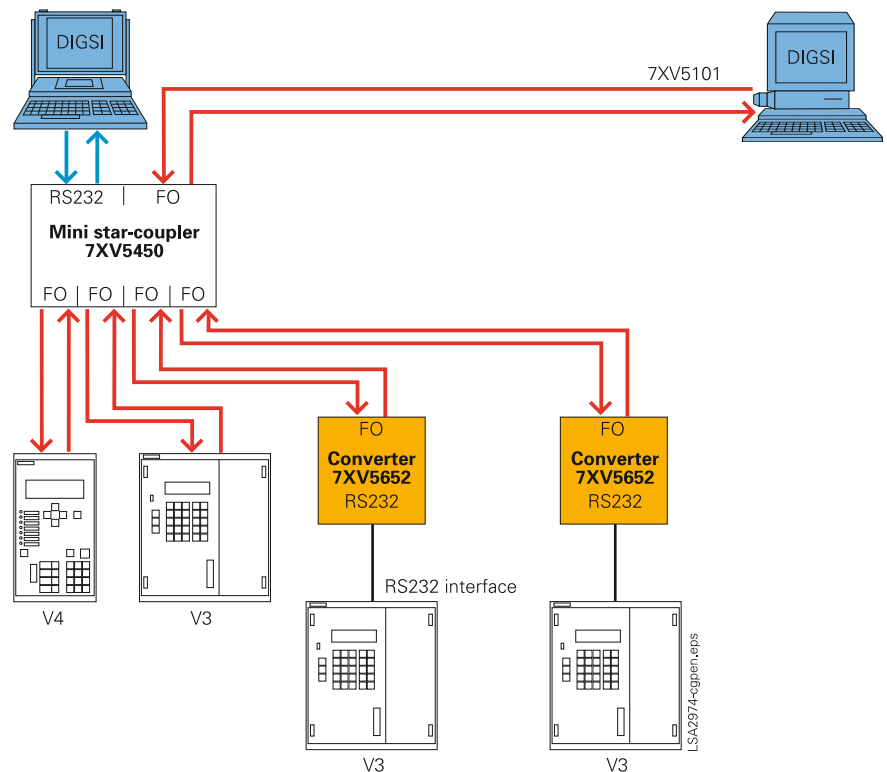 DIGSI
7XV5101
DIGSI
RS232 | FO
Mini star-coupler
7XV5450
FO | FO | FO | FO
FO
Converter
7XV5652
RS232
FO
Converter
7XV5652
RS232
RS232 interface
V4
V3
V3
V3
LSA2974-cgpen.eps